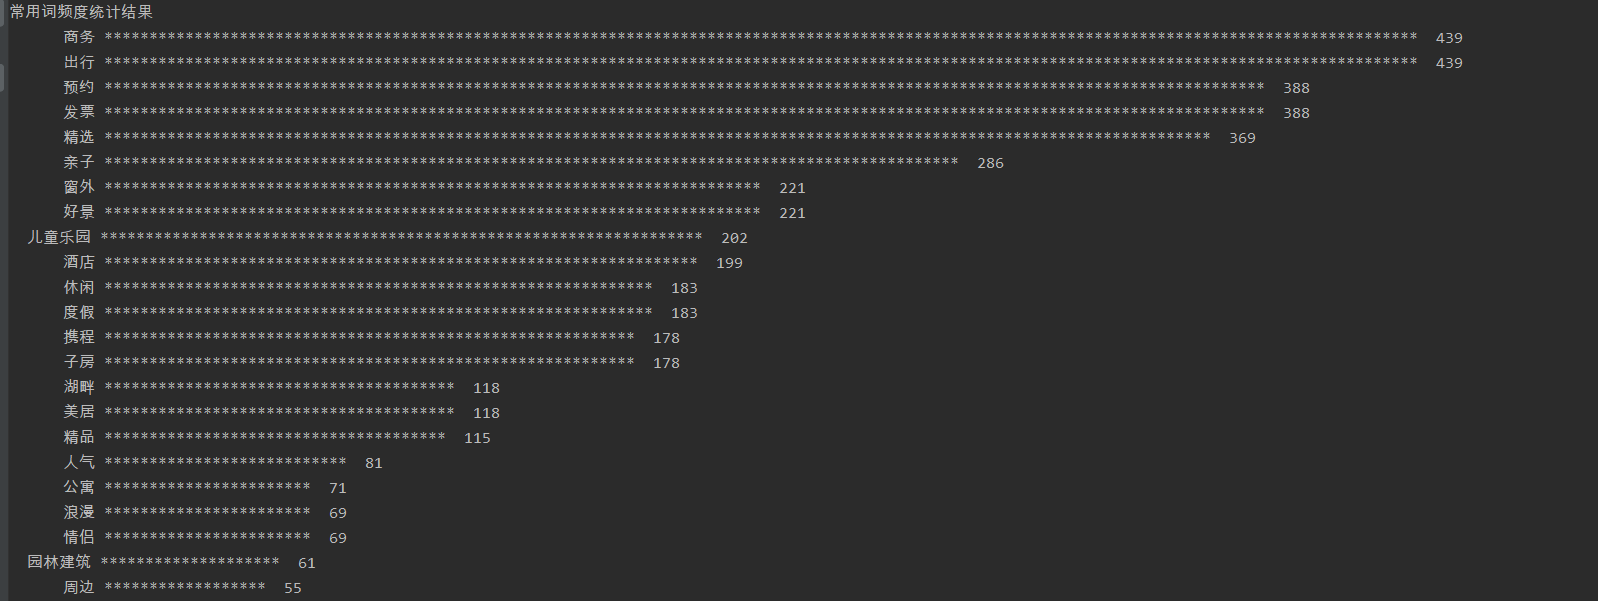 常用词频度统计结果
商务 ************************************************************************************************************************************************** 439
出行 ************************************************************************************************************************************************** 439
预约 ********************************************************************************************************************************* 388
发票 ********************************************************************************************************************************* 388
精选 *************************************************************************************************************************** 369
亲子 *********************************************************************************************** 286
窗外 ************************************************************************* 221
好景 ************************************************************************* 221
儿童乐园 ******************************************************************* 202
酒店 ****************************************************************** 199
休闲 ************************************************************* 183
度假 ************************************************************* 183
携程 *********************************************************** 178
子房 *********************************************************** 178
湖畔 *************************************** 118
美居 *************************************** 118
精品 ************************************** 115
人气 *************************** 81
公寓 *********************** 71
浪漫 *********************** 69
情侣 *********************** 69
园林建筑 ******************** 61
周边 ****************** 55